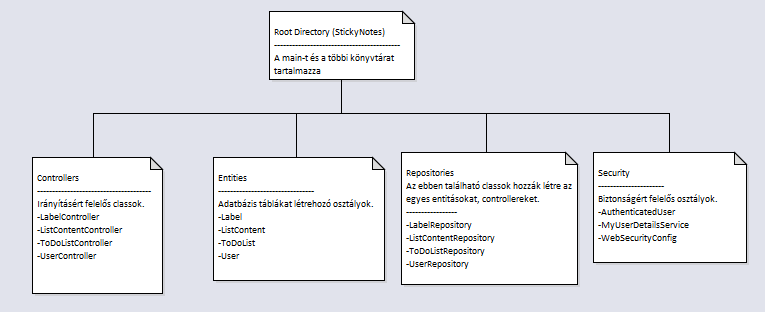 Root Directory (StickyNotes)
------------------------------------------
A main-t és a többi könyvtárat
tartalmazza
Controllers
--------------------------------------
Irányításért felelős classok.
-LabelController
-ListContentController
-ToDoListController
-UserController
Entities
--------------------------------
Adatbázis táblákat létrehozó osztályok.
-Label
-ListContent
-ToDoList
-User
Repositories
Az ebben található classok hozzák létre az
egyes entitásokat, controllereket.
-----------------
-LabelRepository
-ListContentRepository
-ToDoListRepository
-UserRepository
Security
----------------------
Biztonságért felelős osztályok.
-AuthenticatedUser
-MyUserDetailsService
-WebSecurityConfig